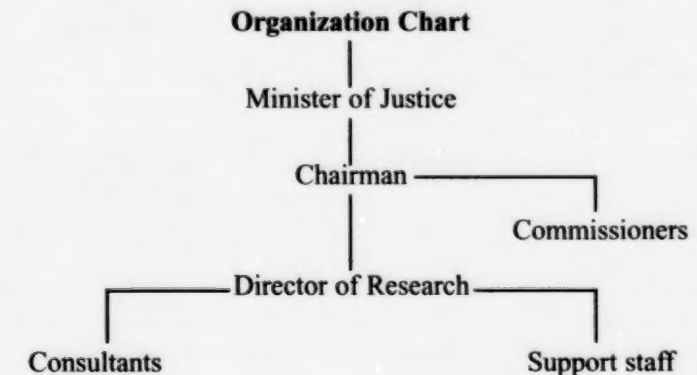 Organization Chart
Minister of Justice
Chairman
Commissioners
Director of Research
Consultants
Support staff